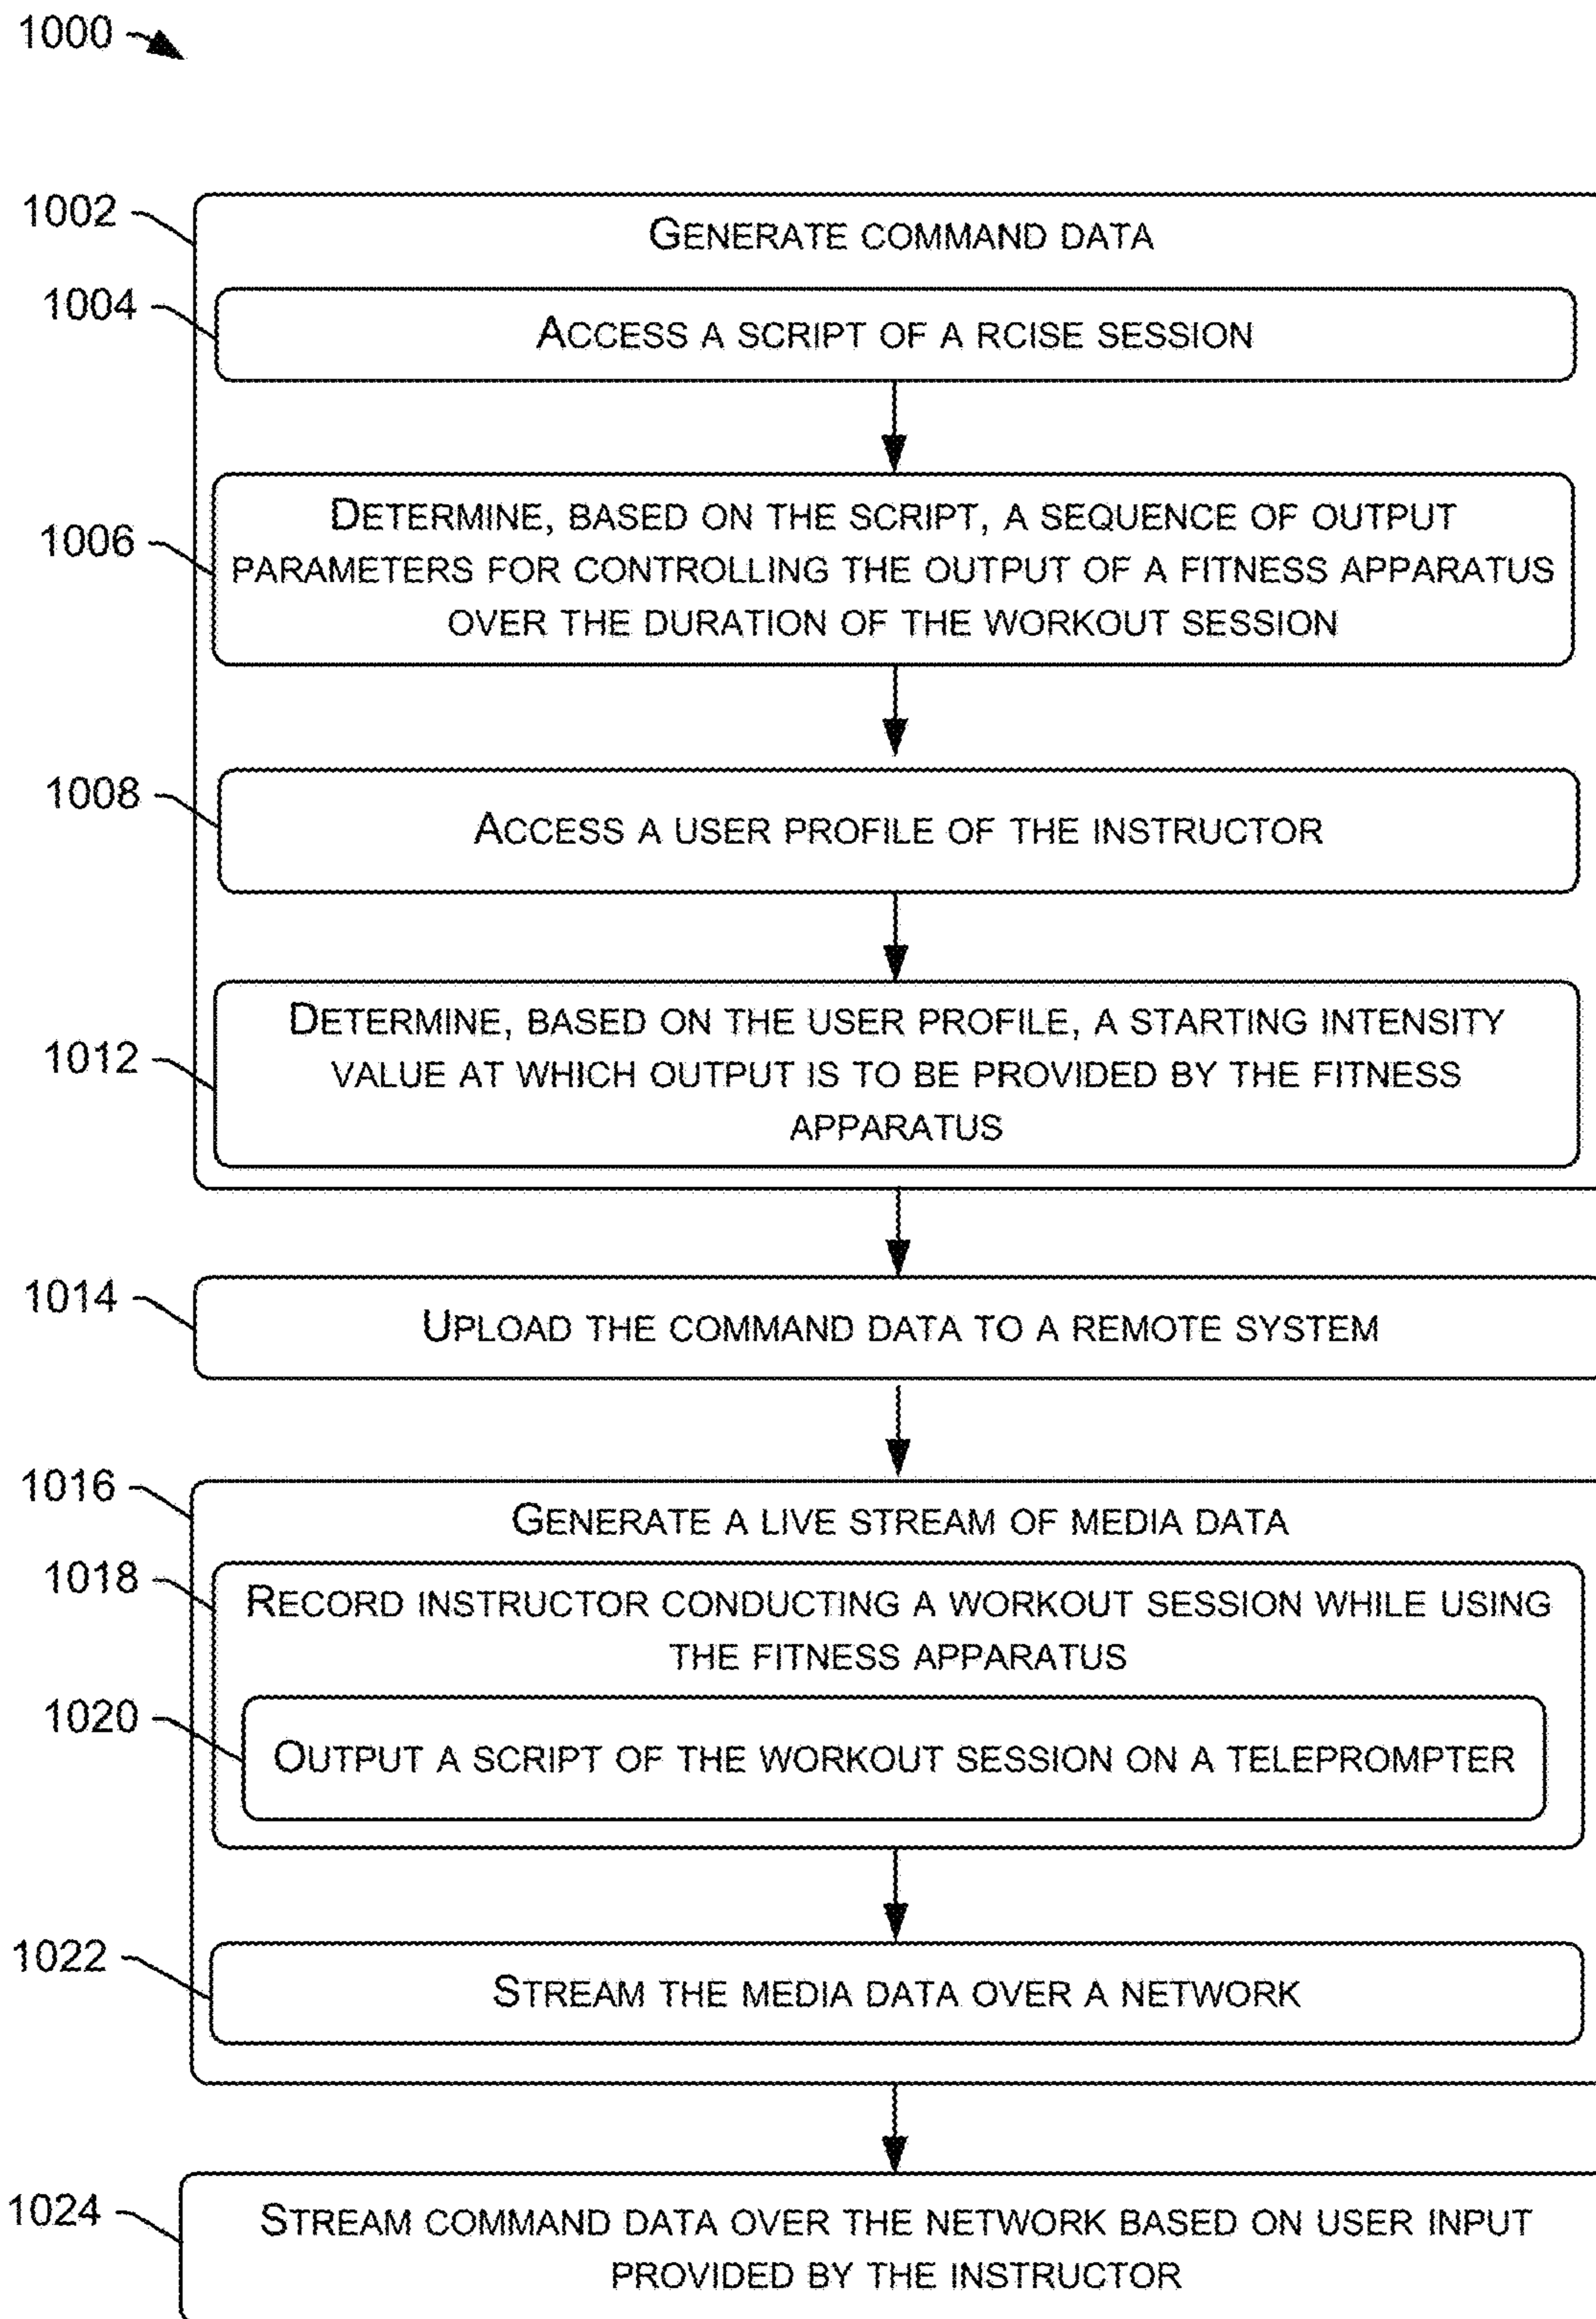 1000
1002
GENERATE COMMAND DATA
1004
ACCESS A SCRIPT OF A RCISE SESSION
1006
DETERMINE, BASED ON THE SCRIPT, A SEQUENCE OF OUTPUT
PARAMETERS FOR CONTROLLING THE OUTPUT OF A FITNESS APPARATUS
OVER THE DURATION OF THE WORKOUT SESSION
1008
ACCESS A USER PROFILE OF THE INSTRUCTOR
1012
DETERMINE, BASED ON THE USER PROFILE, A STARTING INTENSITY
VALUE AT WHICH OUTPUT IS TO BE PROVIDED BY THE FITNESS
APPARATUS
1014
UPLOAD THE COMMAND DATA TO A REMOTE SYSTEM
1016
GENERATE A LIVE STREAM OF MEDIA DATA
1018
RECORD INSTRUCTOR CONDUCTING A WORKOUT SESSION WHILE USING
THE FITNESS APPARATUS
1020
OUTPUT A SCRIPT OF THE WORKOUT SESSION ON A TELEPROMPTER
1022
STREAM THE MEDIA DATA OVER A NETWORK
1024
STREAM COMMAND DATA OVER THE NETWORK BASED ON USER INPUT
PROVIDED BY THE INSTRUCTOR